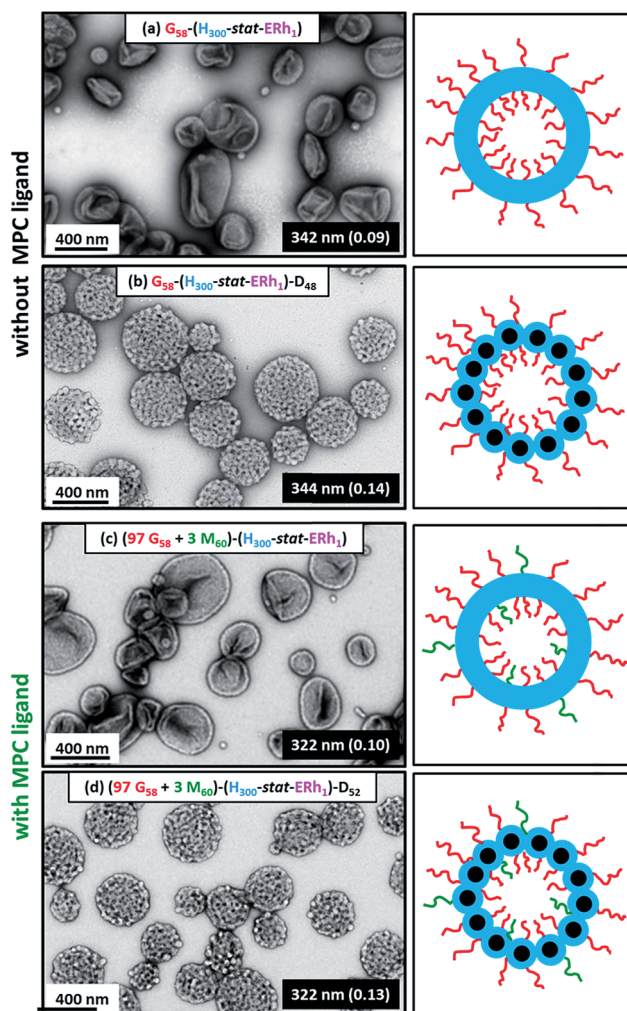 without MPC ligand
(a) G₅₈-(H₃₀₀-stat-ERh₁)
400 nm
342 nm (0.09)
(b) G₅₈-(H₃₀₀-stat-ERh₁)-D₄₈
400 nm
344 nm (0.14)
with MPC ligand
(c) (97 G₅₈ + 3 M₆₀)-(H₃₀₀-stat-ERh₁)
400 nm
322 nm (0.10)
(d) (97 G₅₈ + 3 M₆₀)-(H₃₀₀-stat-ERh₁)-D₅₂
400 nm
322 nm (0.13)